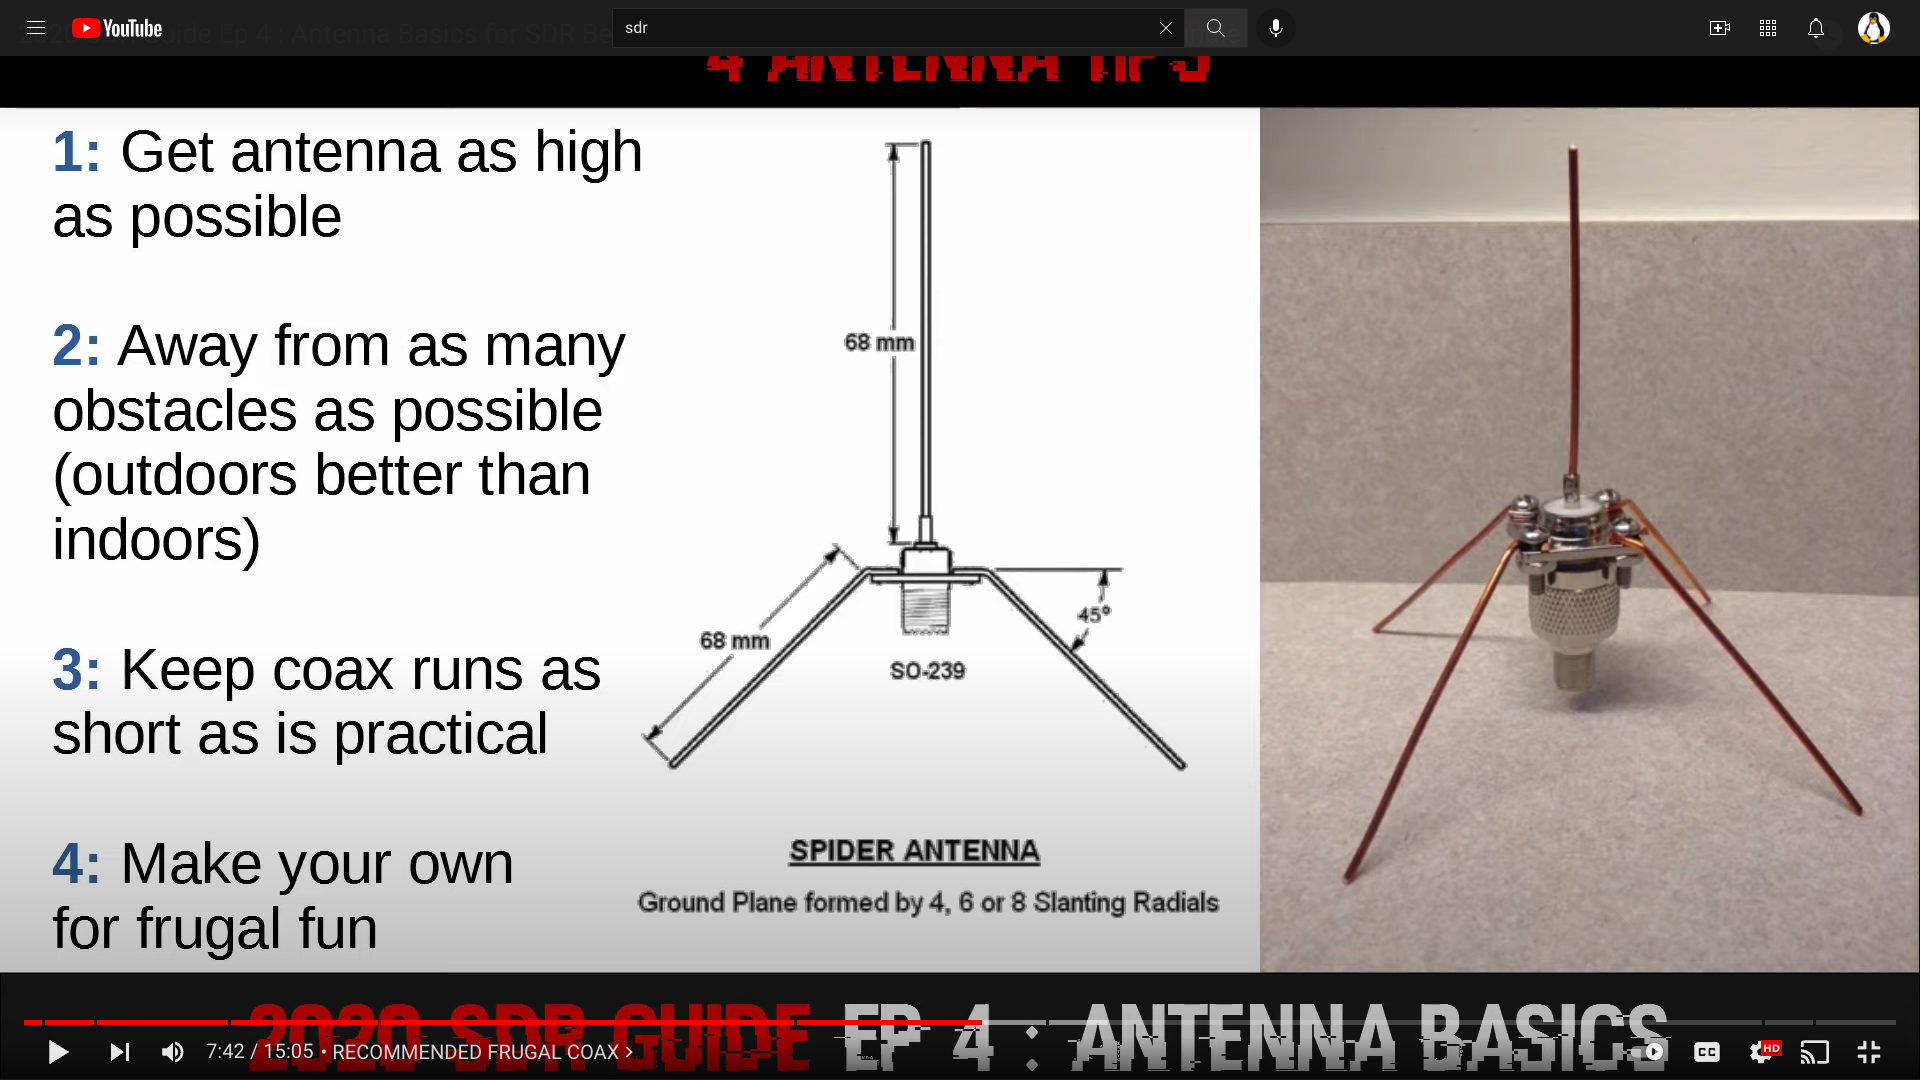 YouTube
sdr
2020 SDR Guide Ep 4 : Antenna Basics for SDR Be
4 ANTENNA TIPS
1: Get antenna as high
as possible
2: Away from as many
obstacles as possible
(outdoors better than
indoors)
3: Keep coax runs as
short as is practical
4: Make your own
for frugal fun
68 mm
68 mm
45º
SO-239
SPIDER ANTENNA
Ground Plane formed by 4, 6 or 8 Slanting Radials
2020 SDR GUIDE EP 4 : ANTENNA BASICS
7:42 / 15:05 • RECOMMENDED FRUGAL COAX >
CC
HD